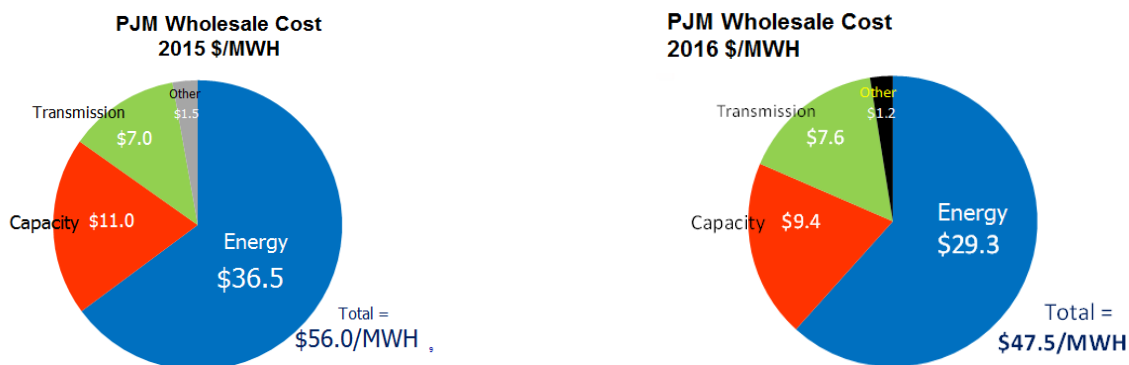 PJM Wholesale Cost
2015 $/MWH
Other
$1.5
Transmission
$7.0
Capacity
$11.0
Energy
$36.5
Total =
$56.0/MWH ,
PJM Wholesale Cost
2016 $/MWH
Other
$1.2
Transmission
$7.6
Capacity
$9.4
Energy
$29.3
Total =
$47.5/MWH